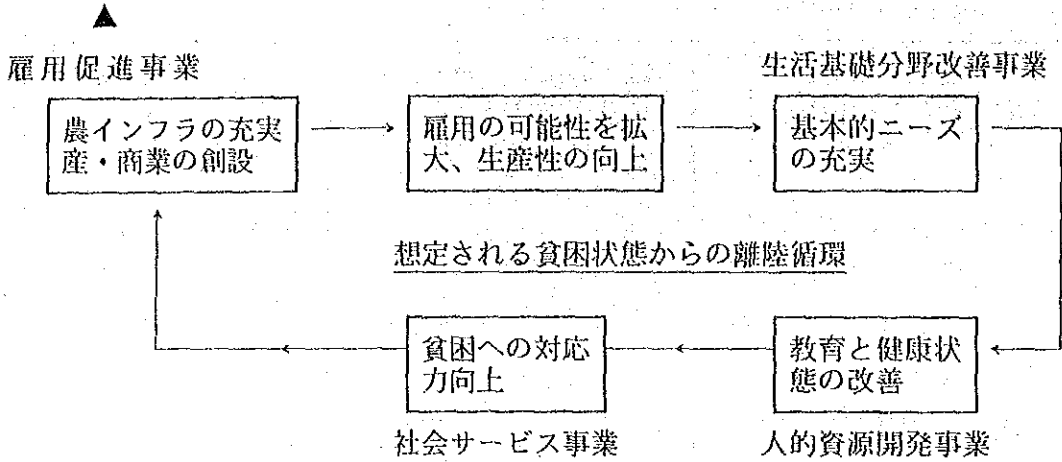 ▲
雇用促進事業
農インフラの充実
産・商業の創設
雇用の可能性を拡
大、生産性の向上
生活基礎分野改善事業
基本的ニーズ
の充実
想定される貧困状態からの離陸循環
貧困への対応
力向上
社会サービス事業
教育と健康状
態の改善
人的資源開発事業